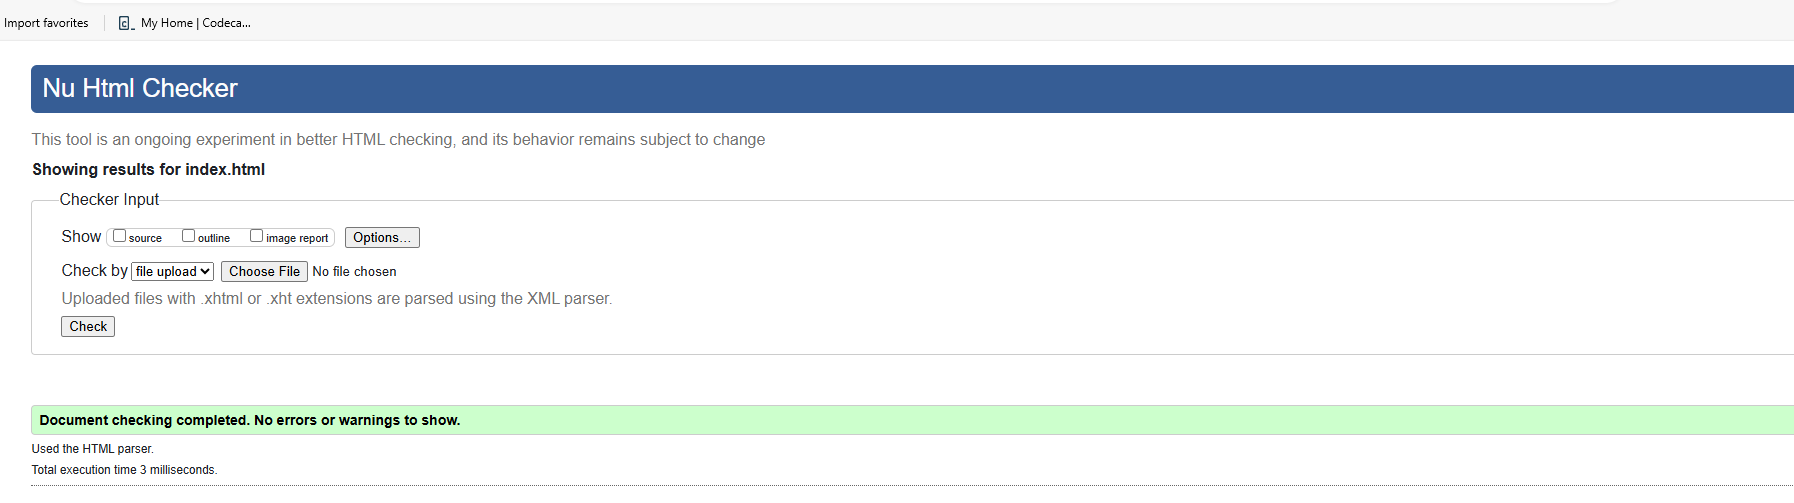 Import favorites
My Home | Codeca...
Nu Html Checker
This tool is an ongoing experiment in better HTML checking, and its behavior remains subject to change
Showing results for index.html
Checker Input
Show source outline image report Options...
Check by file upload Choose File No file chosen
Uploaded files with .xhtml or .xht extensions are parsed using the XML parser.
Check
Document checking completed. No errors or warnings to show.
Used the HTML parser.
Total execution time 3 milliseconds.